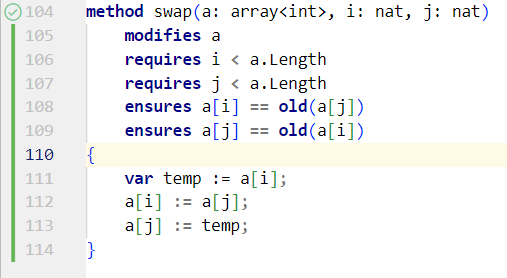 104 method swap(a: array<int>, i: nat, j: nat)
105     modifies a
106     requires i < a.Length
107     requires j < a.Length
108     ensures a[i] == old(a[j])
109     ensures a[j] == old(a[i])
110 {
111     var temp := a[i];
112     a[i] := a[j];
113     a[j] := temp;
114 }